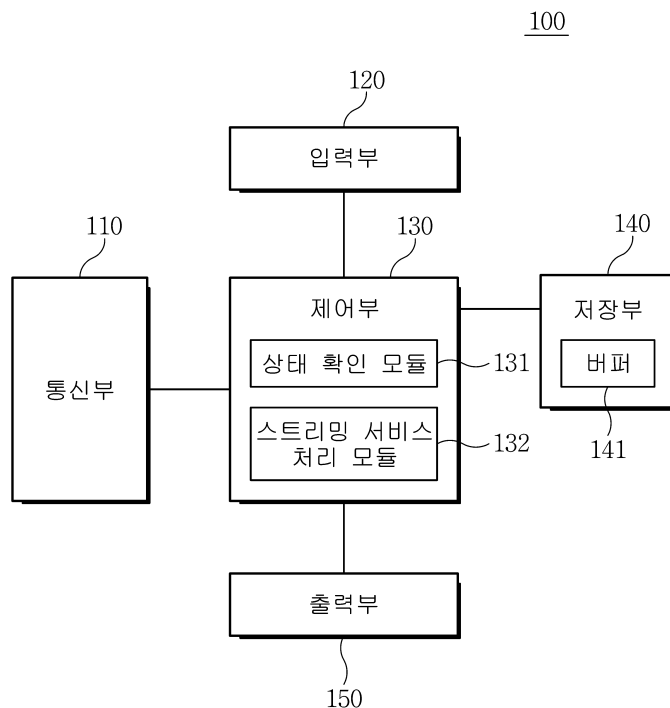 100
120
입력부
110
통신부
130
제어부
상태 확인 모듈
131
스트리밍 서비스
처리 모듈
132
140
저장부
버퍼
141
출력부
150